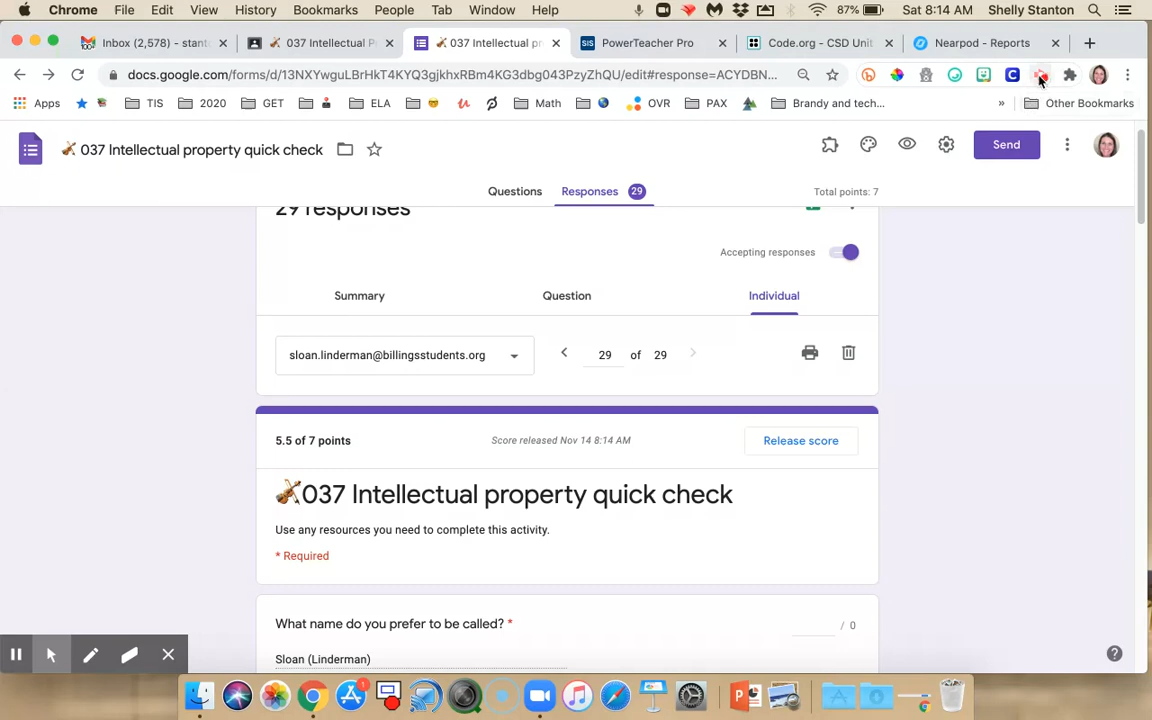 Chrome File Edit View History Bookmarks People Tab Window Help 87% Sat 8:14 AM Shelly Stanton
Inbox (2,578) - stant
037 Intellectual P
037 Intellectual pr
SIS PowerTeacher Pro
Code.org - CSD Unit
Nearpod - Reports
docs.google.com/forms/d/13NXYwguLBrHkT4KYQ3gjkhxRBm4KG3dbg043PzyZhQU/edit#response=ACYDBN...
Apps TIS 2020 GET ELA Math OVR PAX Brandy and tech... » Other Bookmarks
037 Intellectual property quick check
Send
Questions Responses 29 Total points: 7
29 responses
Accepting responses
Summary Question Individual
sloan.linderman@billingsstudents.org 29 of 29
5.5 of 7 points Score released Nov 14 8:14 AM Release score
037 Intellectual property quick check
Use any resources you need to complete this activity.
* Required
What name do you prefer to be called? * / 0
Sloan (Linderman)